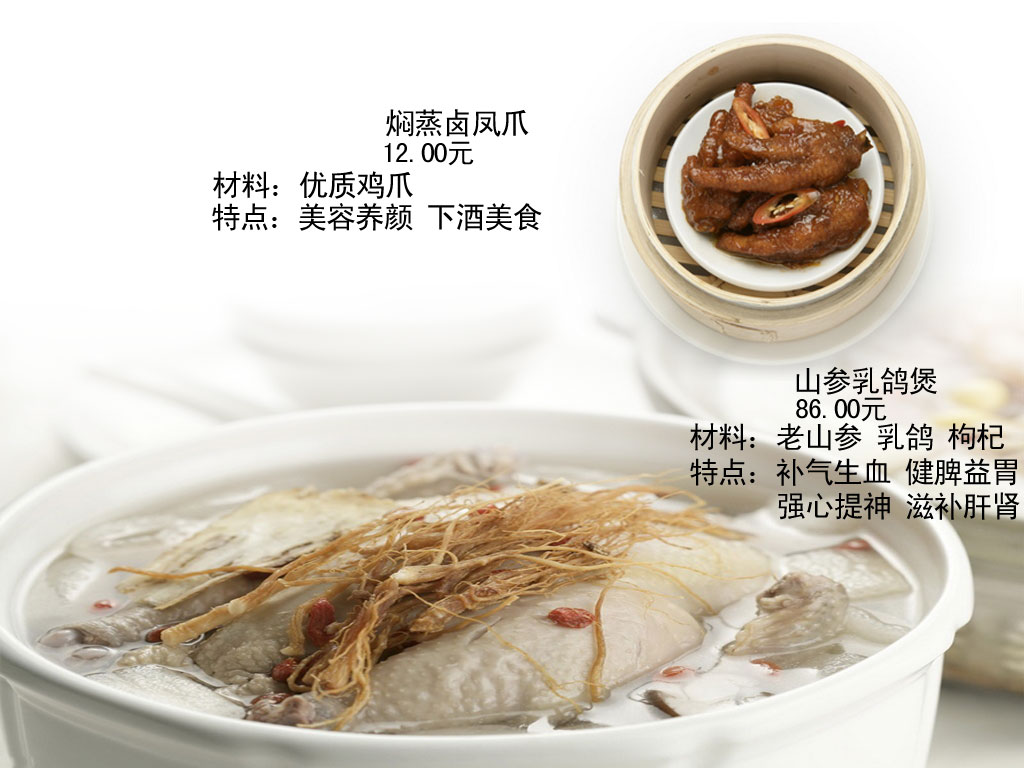 焖蒸卤凤爪
12.00元
材料：优质鸡爪
特点：美容养颜 下酒美食
山参乳鸽煲
86.00元
材料：老山参 乳鸽 枸杞
特点：补气生血 健脾益胃
强心提神 滋补肝肾